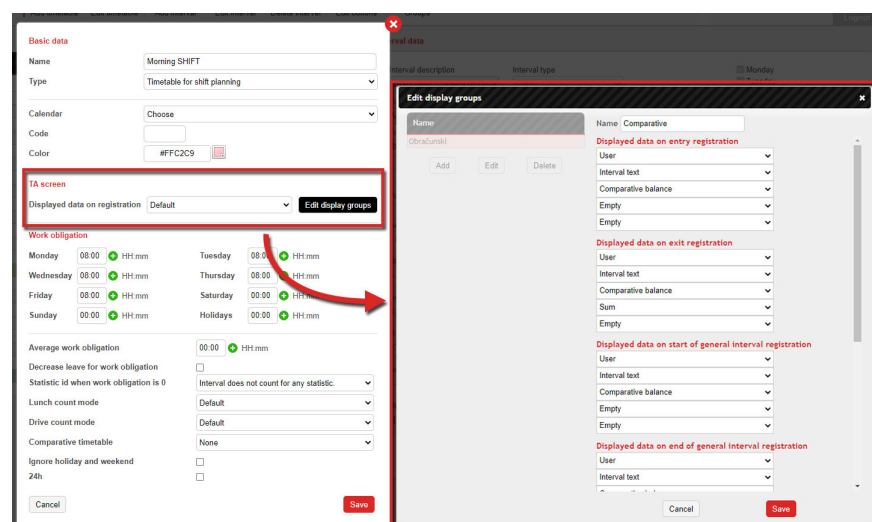 Add timetable Edit timetable Add interval Edit interval Delete interval Edit column Groups
Logout
Basic data
Name Morning SHIFT
Type Timetable for shift planning
Calendar Choose
Code
Color #FFC2C9
TA screen
Displayed data on registration Default Edit display groups
Work obligation
Monday 08:00 HH:mm Tuesday 08:00 HH:mm
Wednesday 08:00 HH:mm Thursday 08:00 HH:mm
Friday 08:00 HH:mm Saturday 00:00 HH:mm
Sunday 00:00 HH:mm Holidays 00:00 HH:mm
Average work obligation 00:00 HH:mm
Decrease leave for work obligation
Statistic id when work obligation is 0 Interval does not count for any statistic.
Lunch count mode Default
Drive count mode Default
Comparative timetable None
Ignore holiday and weekend
24h
Cancel Save
rval data
nterval description Interval type Monday
Edit display groups
Name
Obračunski
Add Edit Delete
Name Comparative
Displayed data on entry registration
User
Interval text
Comparative balance
Empty
Empty
Displayed data on exit registration
User
Interval text
Comparative balance
Sum
Empty
Displayed data on start of general interval registration
User
Interval text
Comparative balance
Empty
Empty
Displayed data on end of general interval registration
User
Interval text
Cancel Save